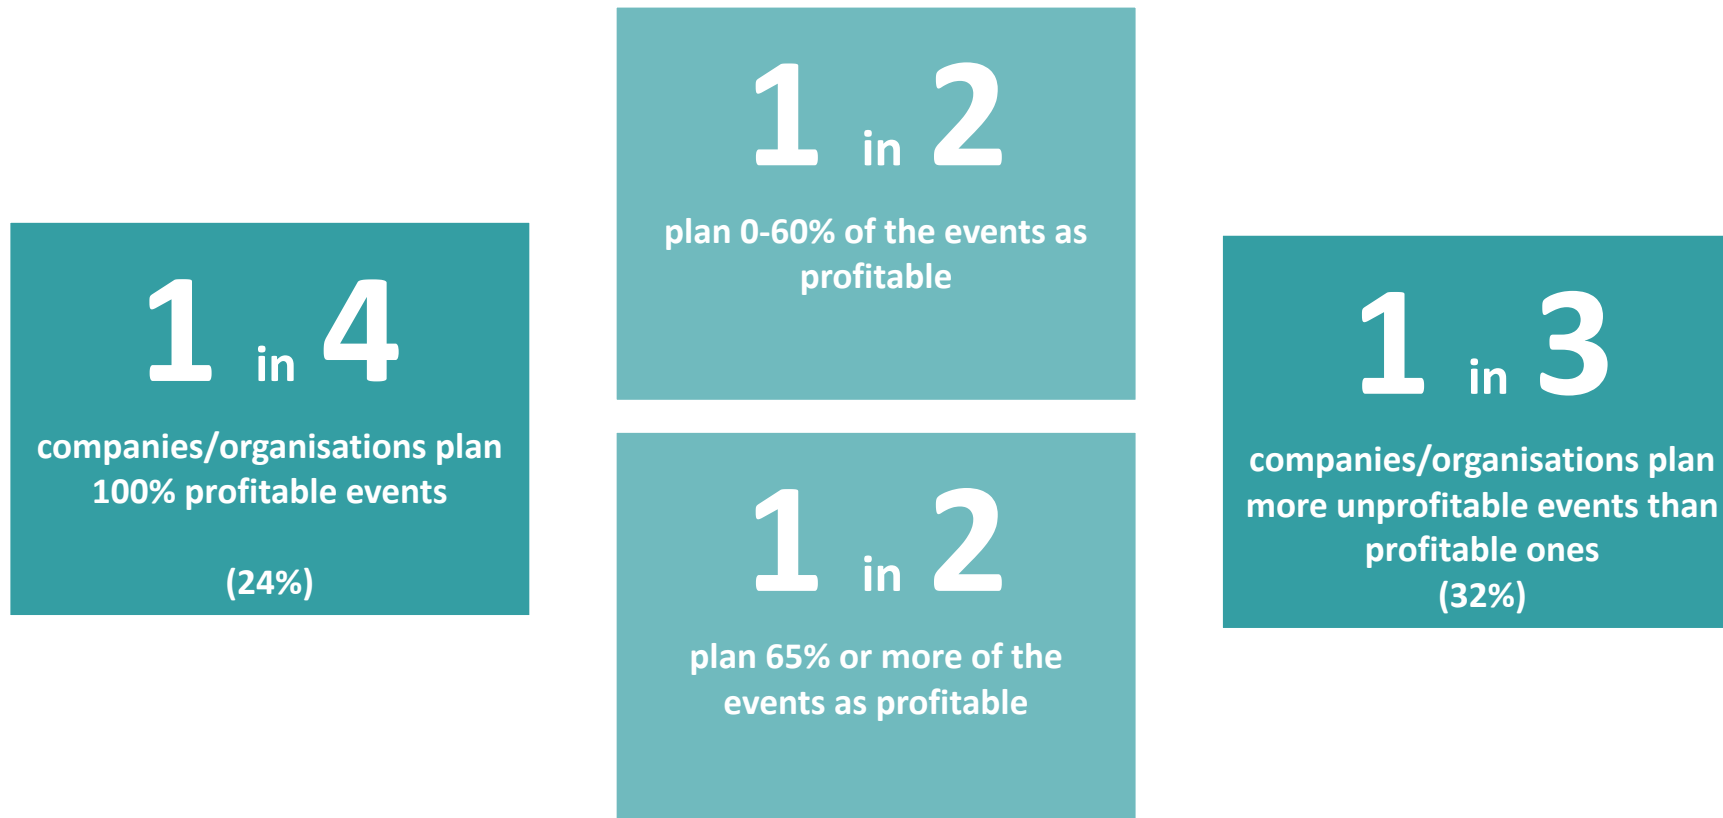 1 in 4
companies/organisations plan
100% profitable events
(24%)
1 in 2
plan 0-60% of the events as
profitable
1 in 2
plan 65% or more of the
events as profitable
1 in 3
companies/organisations plan
more unprofitable events than
profitable ones
(32%)